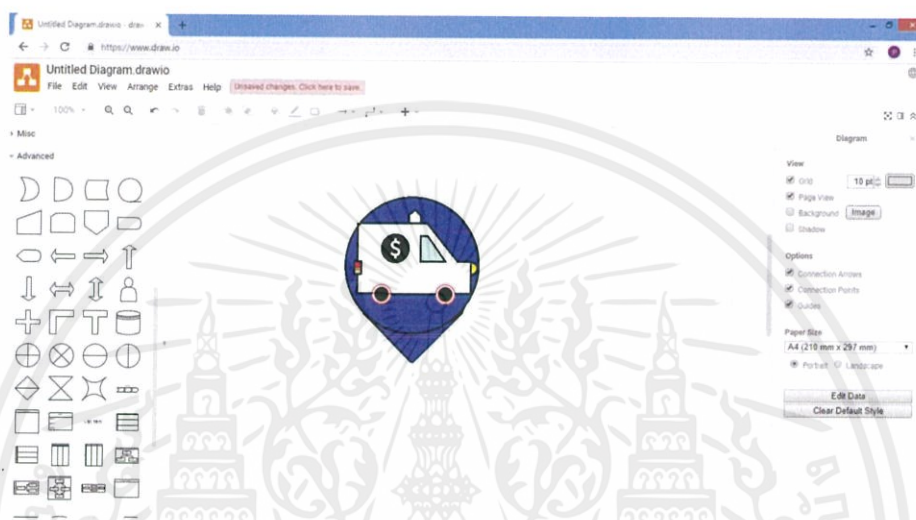 Untitled Diagram.drawio - draw
https://www.draw.io
Untitled Diagram.drawio
File Edit View Arrange Extras Help Unsaved changes. Click here to save.
100%
Misc
Advanced
$
Diagram
View
Grid 10 pt
Page View
Background Image
Shadow
Options
Connection Arrows
Connection Points
Guides
Paper Size
A4 (210 mm x 297 mm)
Portrait Landscape
Edit Data
Clear Default Style